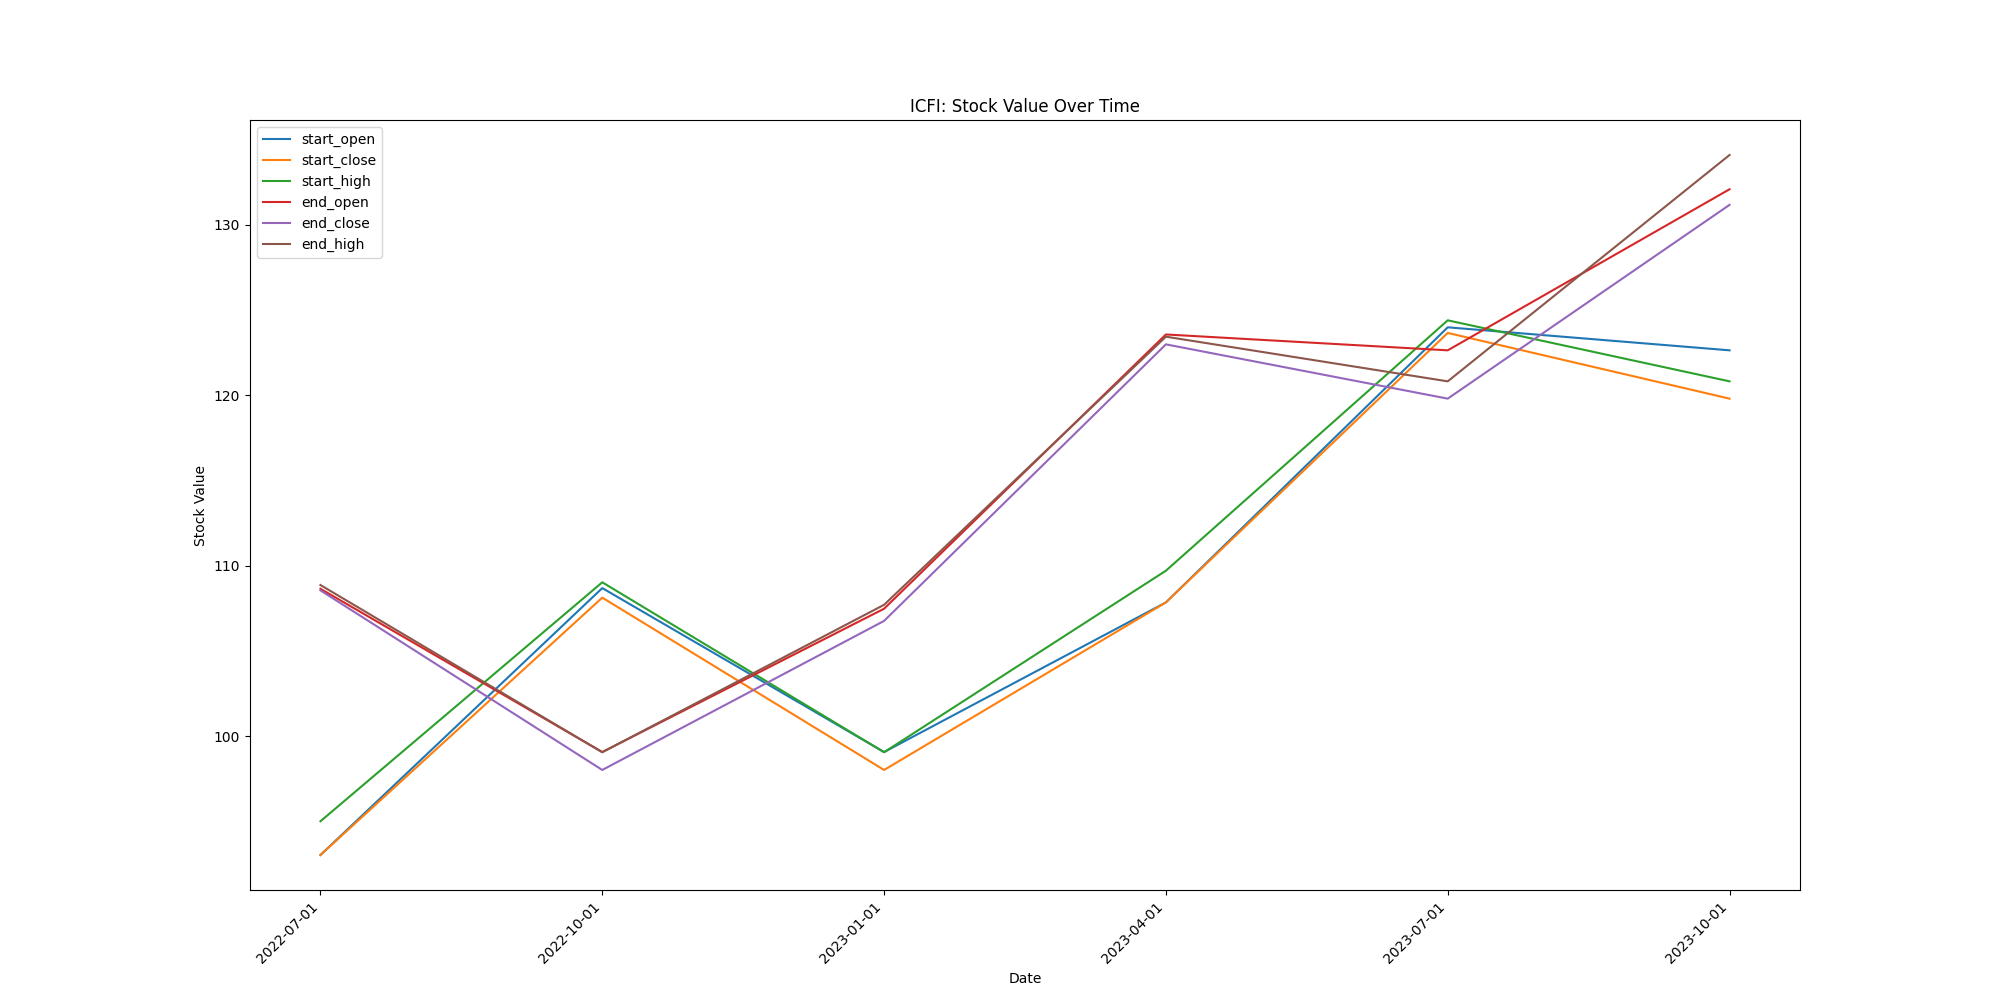 ICFI: Stock Value Over Time
start_open
start_close
start_high
end_open
end_close
end_high
130
120
110
100
Stock Value
2022-07-01
2022-10-01
2023-01-01
2023-04-01
2023-07-01
2023-10-01
Date